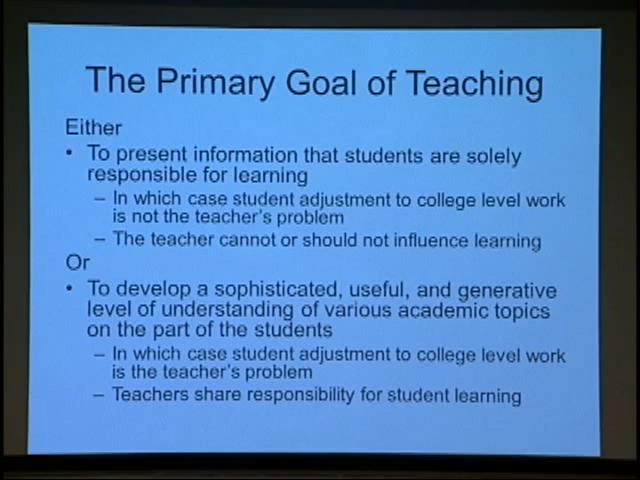 The Primary Goal of Teaching
Either
• To present information that students are solely
responsible for learning
– In which case student adjustment to college level work
is not the teacher's problem
– The teacher cannot or should not influence learning
Or
• To develop a sophisticated, useful, and generative
level of understanding of various academic topics
on the part of the students
– In which case student adjustment to college level work
is the teacher's problem
– Teachers share responsibility for student learning